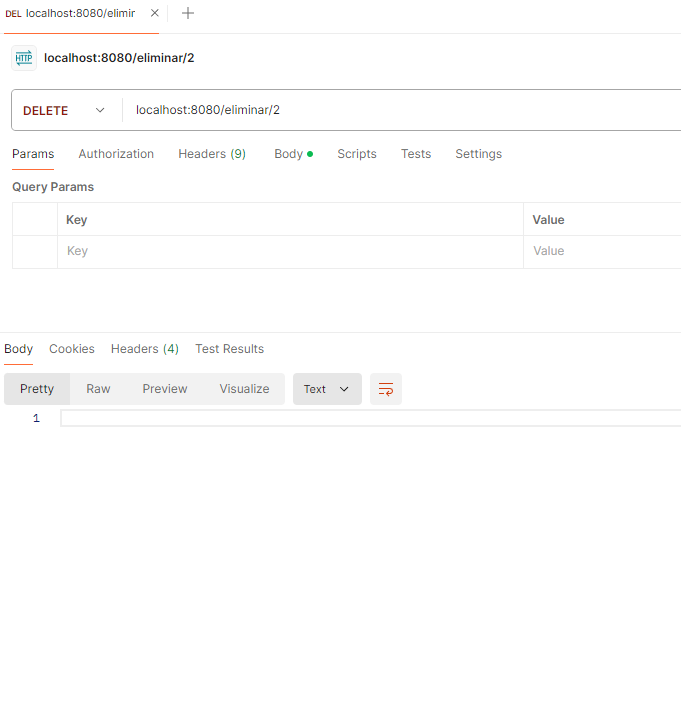 DEL localhost:8080/elimir
HTTP localhost:8080/eliminar/2
DELETE localhost:8080/eliminar/2
Params Authorization Headers (9) Body Scripts Tests Settings
Query Params
Key Value
Key Value
Body Cookies Headers (4) Test Results
Pretty Raw Preview Visualize Text
1